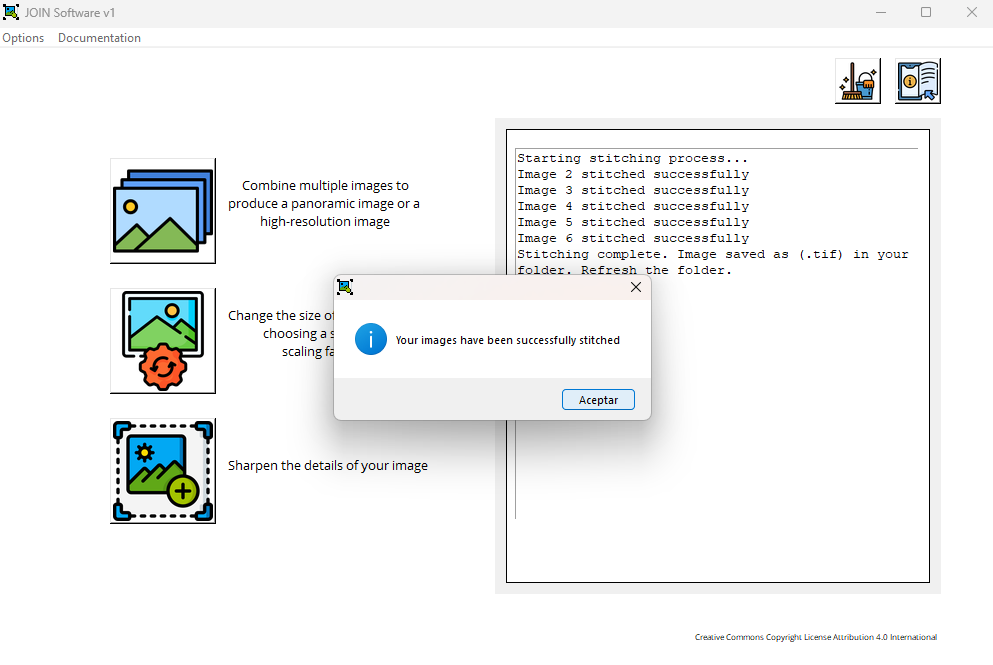 JOIN Software v1
Options Documentation
Combine multiple images to
produce a panoramic image or a
high-resolution image
Change the size of
choosing a
scaling
Sharpen the details of your image
Starting stitching process...
Image 2 stitched successfully
Image 3 stitched successfully
Image 4 stitched successfully
Image 5 stitched successfully
Image 6 stitched successfully
Stitching complete. Image saved as (.tif) in your
folder. Refresh the folder.
Your images have been successfully stitched
Aceptar
Creative Commons Copyright License Attribution 4.0 International